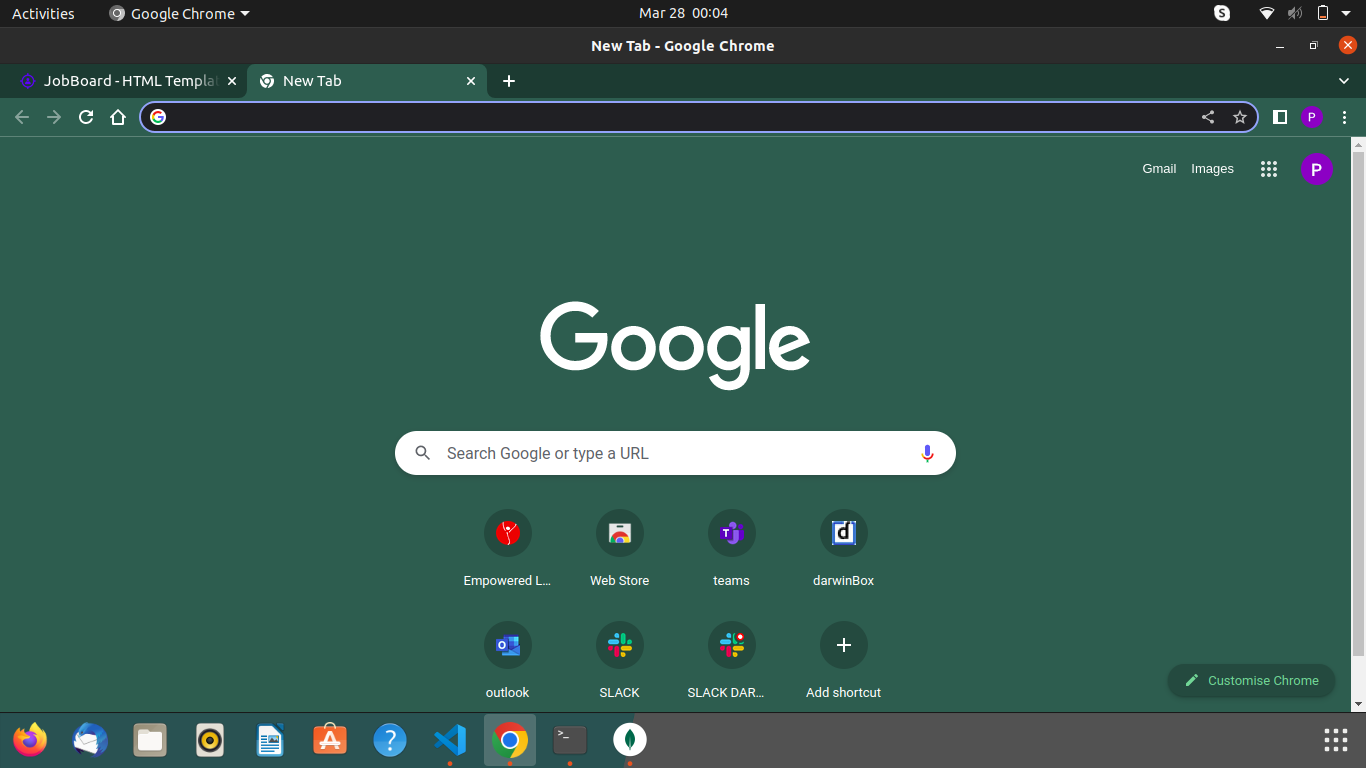 Activities
Google Chrome
Mar 28 00:04
New Tab - Google Chrome
JobBoard - HTML Templa
New Tab
P
Gmail
Images
P
Google
Search Google or type a URL
Empowered L...
Web Store
teams
darwinBox
outlook
SLACK
SLACK DAR...
Add shortcut
Customise Chrome